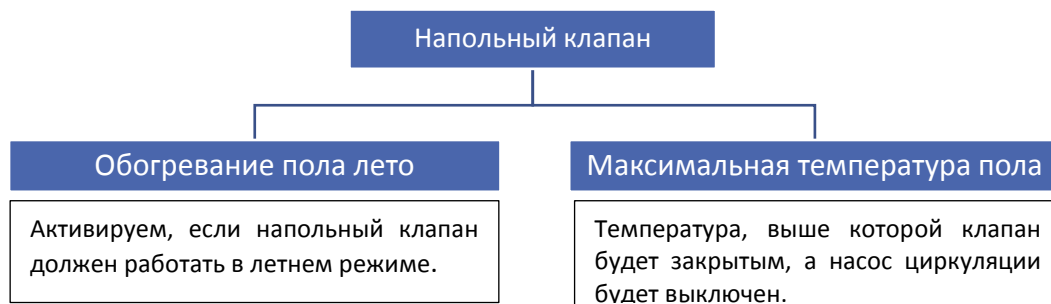 Напольный клапан
Обогревание пола лето
Активируем, если напольный клапан
должен работать в летнем режиме.
Максимальная температура пола
Температура, выше которой клапан
будет закрытым, а насос циркуляции
будет выключен.